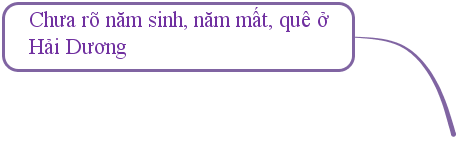 Chưa rõ năm sinh, năm mất, quê ở
Hải Dương